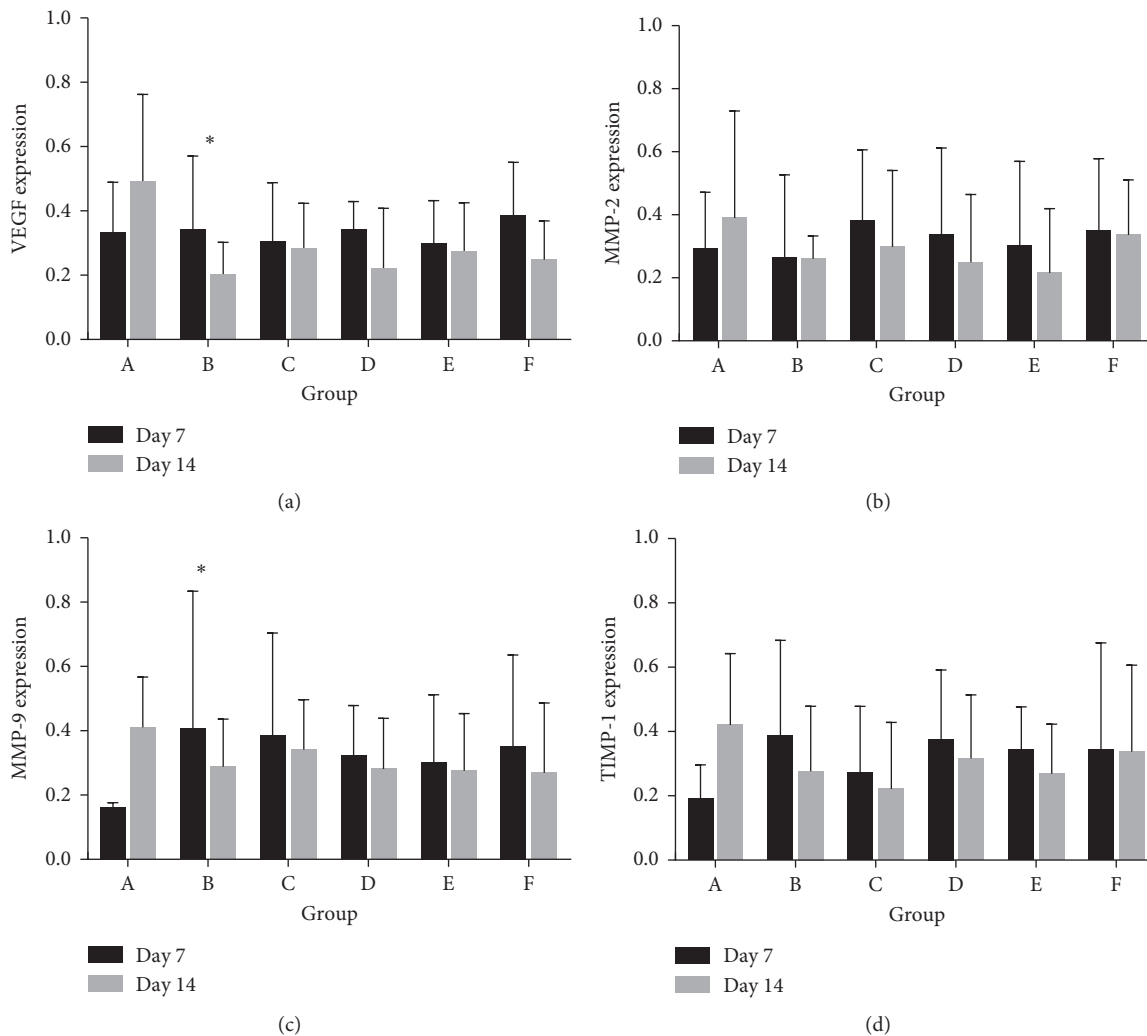 VEGF expression
1.0
0.8
0.6
0.4
0.2
0.0
*
A B C D E F
Group
Day 7
Day 14
(a)
MMP-2 expression
1.0
0.8
0.6
0.4
0.2
0.0
A B C D E F
Group
Day 7
Day 14
(b)
MMP-9 expression
1.0
0.8
0.6
0.4
0.2
0.0
*
A B C D E F
Group
Day 7
Day 14
(c)
TIMP-1 expression
1.0
0.8
0.6
0.4
0.2
0.0
A B C D E F
Group
Day 7
Day 14
(d)